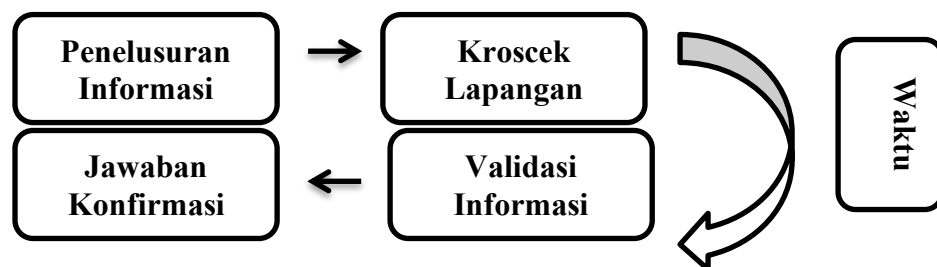 Penelusuran
Informasi
Kroscek
Lapangan
Jawaban
Konfirmasi
Validasi
Informasi
Waktu